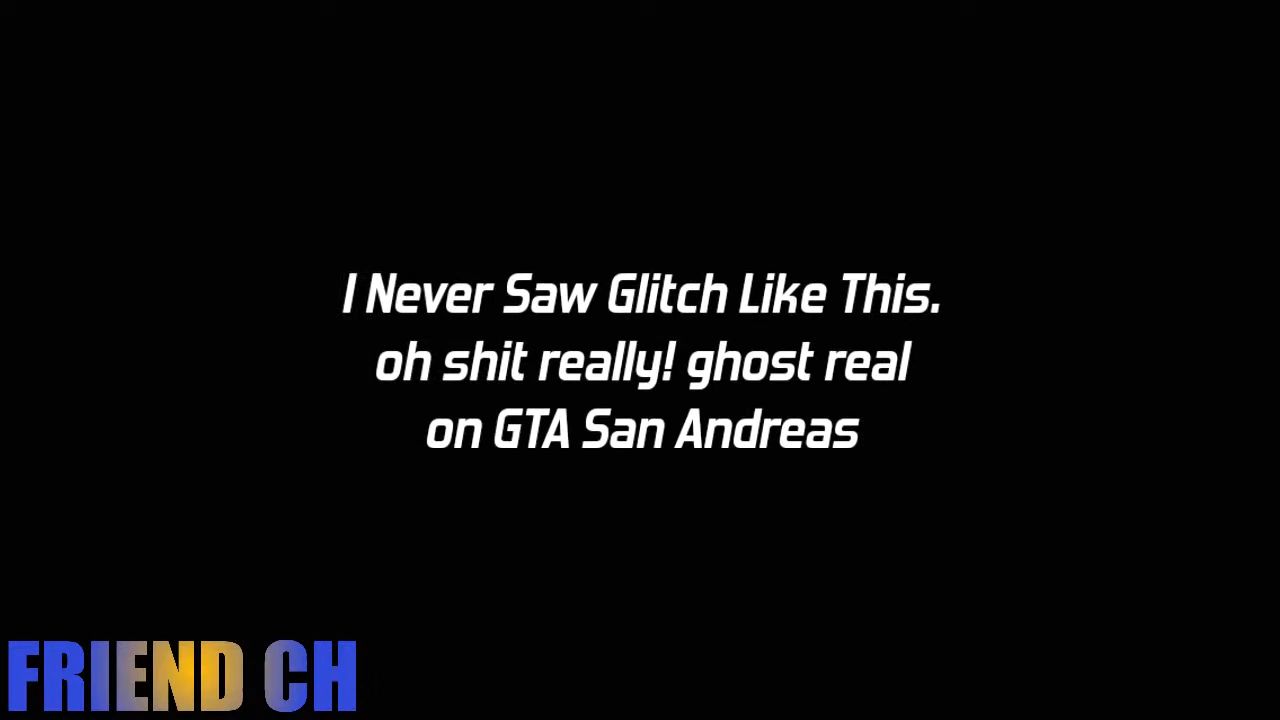 I Never Saw Glitch Like This.
oh shit really! ghost real
on GTA San Andreas
FRIEND CH